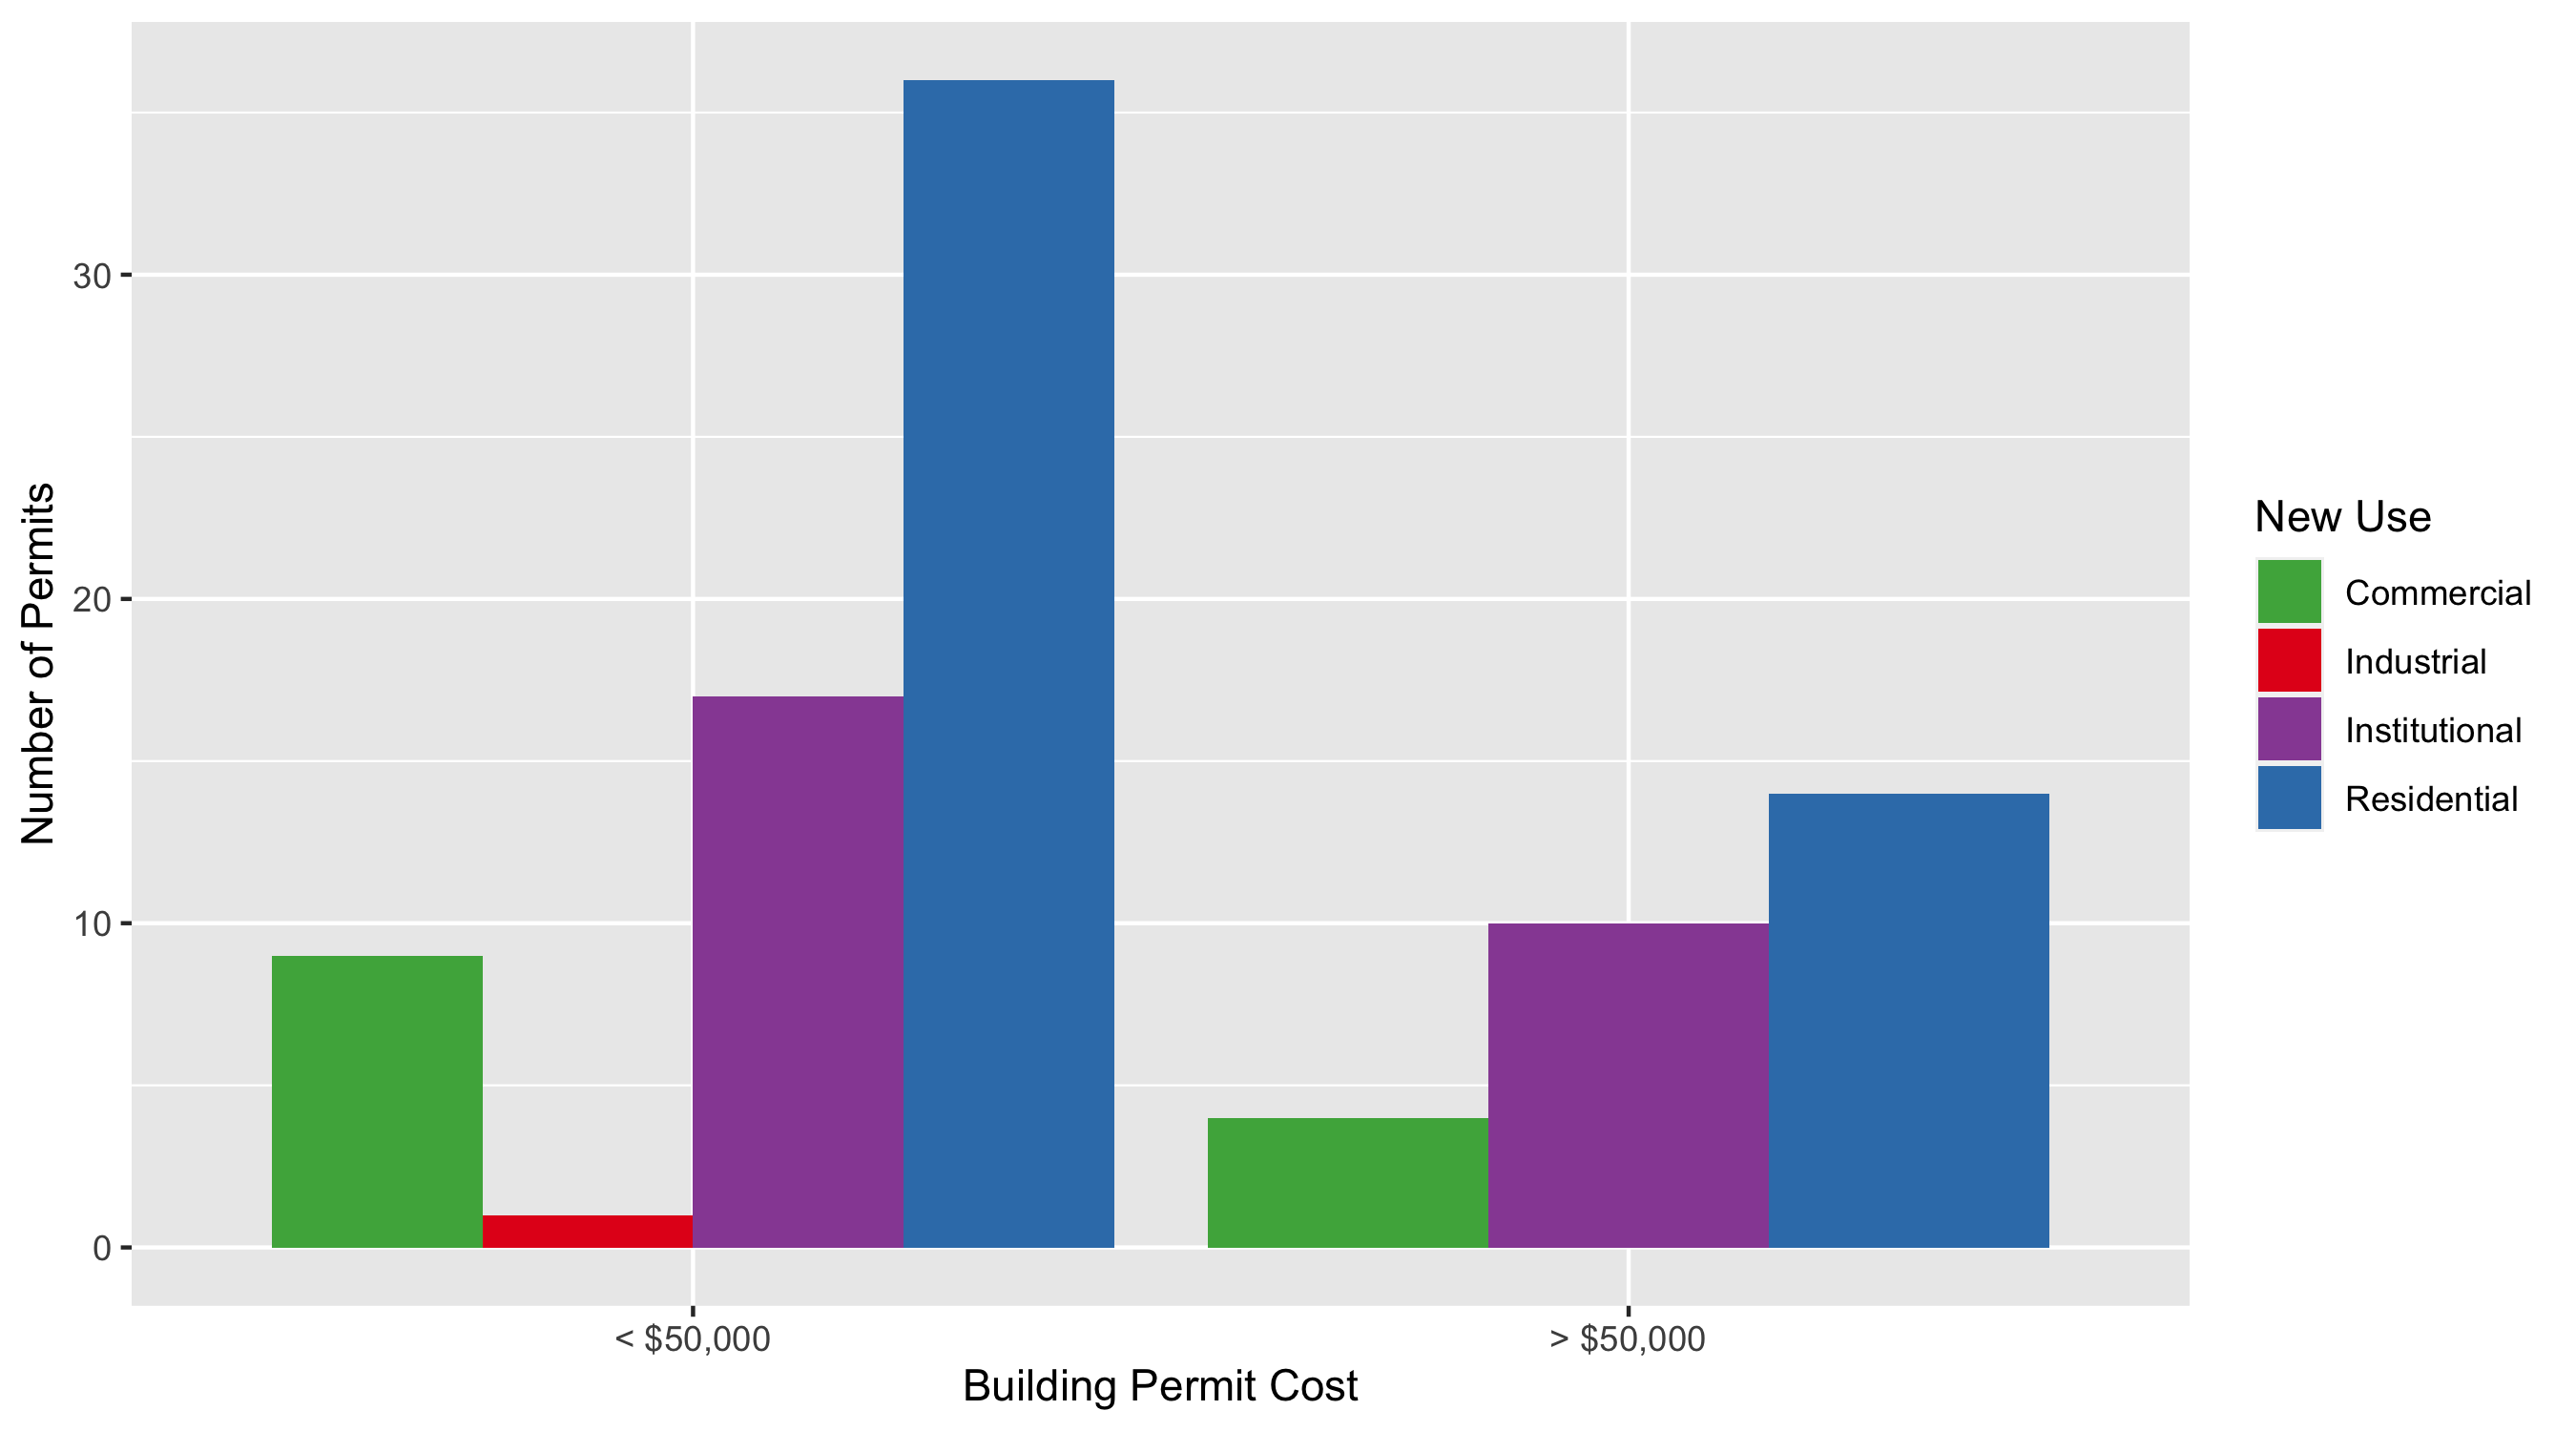 Number of Permits
30
20
10
0
< $50,000
> $50,000
Building Permit Cost
New Use
Commercial
Industrial
Institutional
Residential